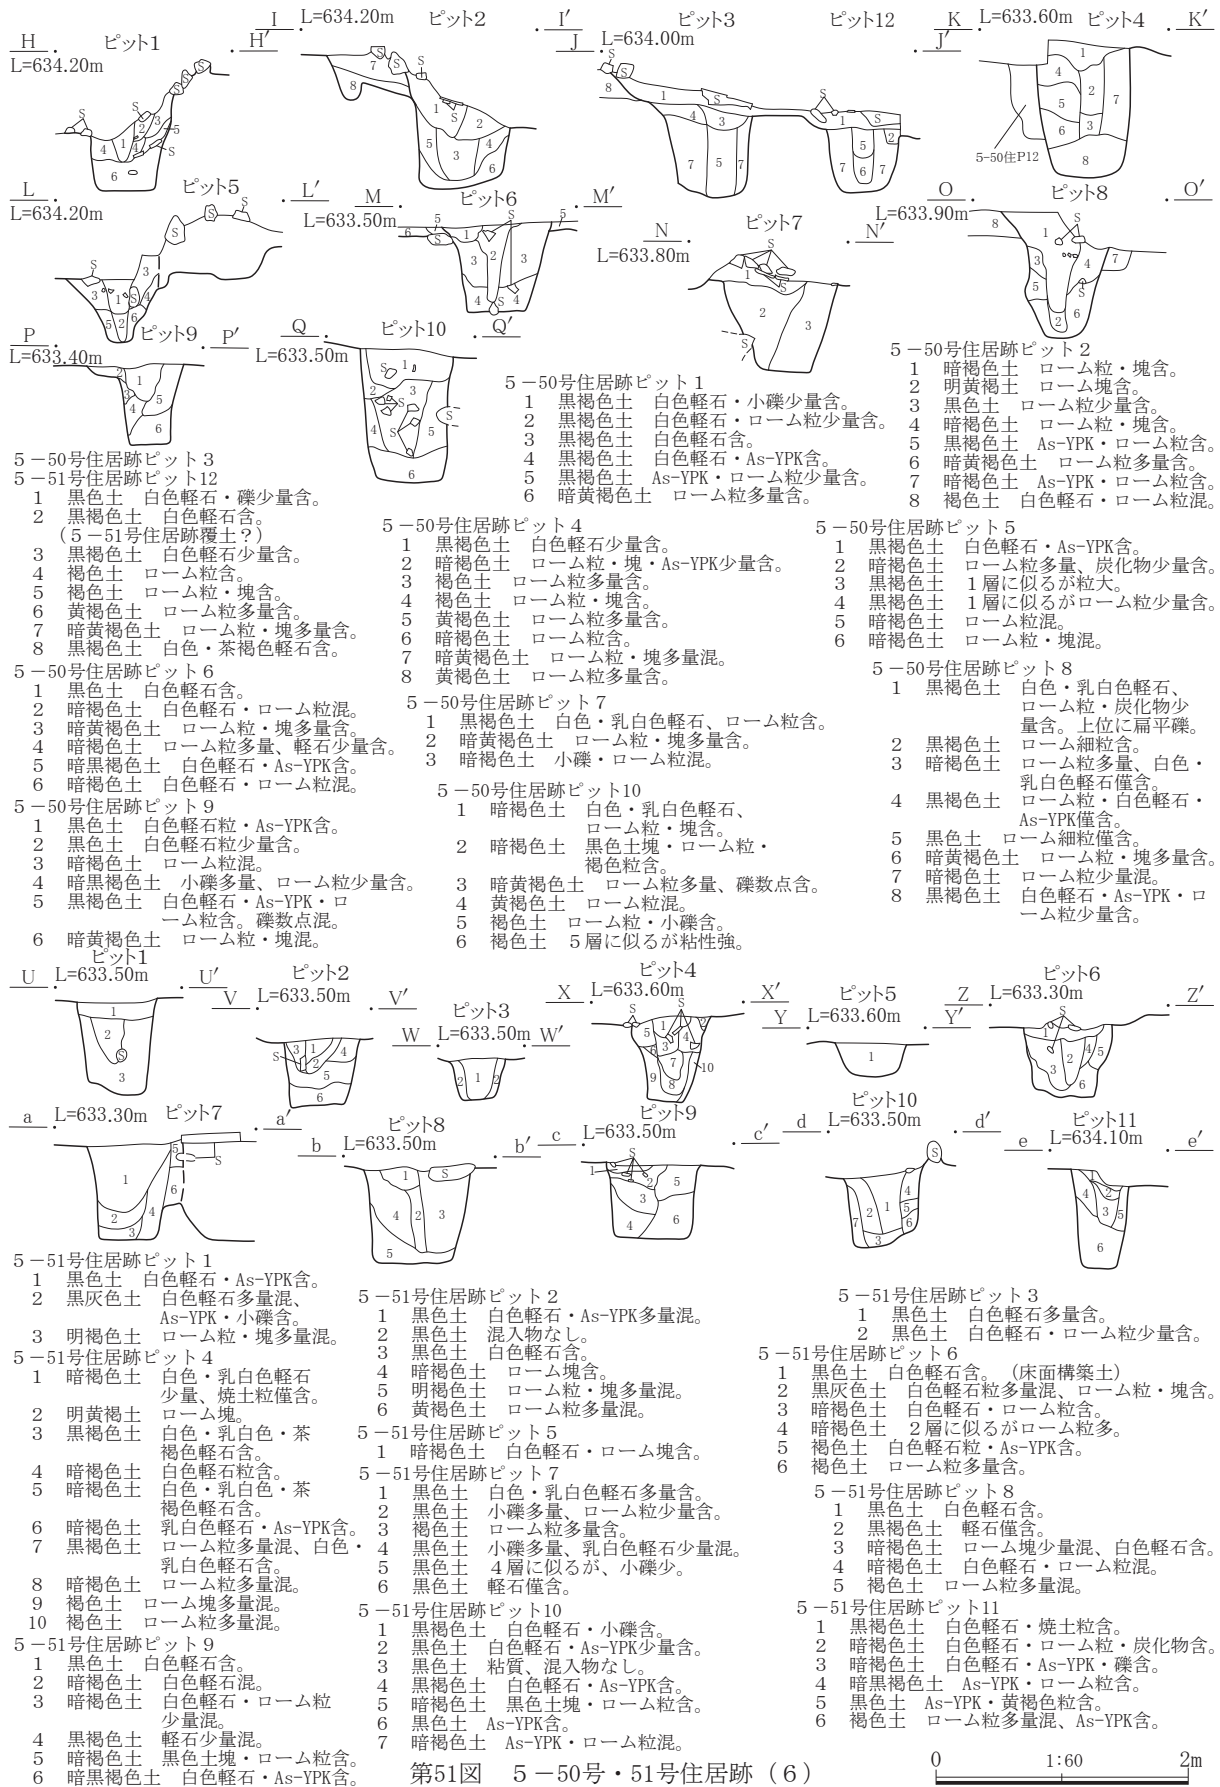 H H′ ピット1
L=634.20m
I I′ L=634.20m ピット2
J J′ L=634.00m ピット3 ピット12
K K′ L=633.60m ピット4
5-50住P12
L L′ ピット5
L=634.20m
M M′ ピット6
L=633.50m
N N′ ピット7
L=633.80m
O O′ ピット8
L=633.90m
P P′ ピット9
L=633.40m
Q Q′ ピット10
L=633.50m
5－50号住居跡ピット1
1 黒褐色土 白色軽石・小礫少量含。
2 黒褐色土 白色軽石・ローム粒少量含。
3 黒褐色土 白色軽石含。
4 黒褐色土 白色軽石・As-YPK含。
5 黒褐色土 As-YPK・ローム粒少量含。
6 暗黄褐色土 ローム粒多量含。
5－50号住居跡ピット2
1 暗褐色土 ローム粒・塊含。
2 明黄褐土 ローム塊含。
3 黒色土 ローム粒少量含。
4 暗褐色土 ローム粒・塊含。
5 黒褐色土 As-YPK・ローム粒含。
6 暗黄褐色土 ローム粒多量含。
7 暗褐色土 As-YPK・ローム粒含。
8 褐色土 白色軽石・ローム粒混。
5－50号住居跡ピット3
5－51号住居跡ピット12
1 黒色土 白色軽石・礫少量含。
2 黒褐色土 白色軽石含。
（5－51号住居跡覆土？）
3 黒褐色土 白色軽石少量含。
4 褐色土 ローム粒含。
5 褐色土 ローム粒・塊含。
6 黄褐色土 ローム粒多量含。
7 暗黄褐色土 ローム粒・塊多量含。
8 黒褐色土 白色・茶褐色軽石含。
5－50号住居跡ピット4
1 黒褐色土 白色軽石少量含。
2 暗褐色土 ローム粒・塊・As-YPK少量含。
3 褐色土 ローム粒多量含。
4 褐色土 ローム粒・塊含。
5 黄褐色土 ローム粒多量含。
6 暗褐色土 ローム粒含。
7 暗黄褐色土 ローム粒・塊多量混。
8 黄褐色土 ローム粒多量含。
5－50号住居跡ピット5
1 黒褐色土 白色軽石・As-YPK含。
2 暗褐色土 ローム粒多量、炭化物少量含。
3 黒褐色土 1層に似るが粒大。
4 黒褐色土 1層に似るがローム粒少量含。
5 暗褐色土 ローム粒混。
6 暗褐色土 ローム粒・塊混。
5－50号住居跡ピット6
1 黒色土 白色軽石含。
2 暗褐色土 白色軽石・ローム粒混。
3 暗黄褐色土 ローム粒・塊多量含。
4 暗褐色土 ローム粒多量、軽石少量含。
5 暗黒褐色土 白色軽石・As-YPK含。
6 暗褐色土 白色軽石・ローム粒混。
5－50号住居跡ピット7
1 黒褐色土 白色・乳白色軽石、ローム粒含。
2 暗黄褐色土 ローム粒・塊多量含。
3 暗褐色土 小礫・ローム粒混。
5－50号住居跡ピット8
1 黒褐色土 白色・乳白色軽石、
ローム粒・炭化物少
量含。上位に扁平礫。
2 黒褐色土 ローム細粒含。
3 暗褐色土 ローム粒多量、白色・
乳白色軽石僅含。
4 黒褐色土 ローム粒・白色軽石・
As-YPK僅含。
5 黒色土 ローム細粒僅含。
6 暗黄褐色土 ローム粒・塊多量含。
7 暗褐色土 ローム粒少量混。
8 黒褐色土 白色軽石・As-YPK・ロ
ーム粒少量含。
5－50号住居跡ピット9
1 黒色土 白色軽石粒・As-YPK含。
2 黒色土 白色軽石粒少量含。
3 暗褐色土 ローム粒混。
4 暗黒褐色土 小礫多量、ローム粒少量含。
5 黒褐色土 白色軽石・As-YPK・ロ
ーム粒含。礫数点混。
6 暗黄褐色土 ローム粒・塊混。
5－50号住居跡ピット10
1 暗褐色土 白色・乳白色軽石、
ローム粒・塊含。
2 暗褐色土 黒色土塊・ローム粒・
褐色粒含。
3 暗黄褐色土 ローム粒多量、礫数点含。
4 黄褐色土 ローム粒混。
5 褐色土 ローム粒・小礫含。
6 褐色土 5層に似るが粘性強。
ピット1
U L=633.50m U′
ピット2
V L=633.50m V′
ピット3
W L=633.50m W′
ピット4
X L=633.60m X′
ピット5
Y L=633.60m Y′
ピット6
Z L=633.30m Z′
a L=633.30m ピット7 a′
ピット8
b L=633.50m b′
ピット9
c L=633.50m c′
ピット10
d L=633.50m d′
ピット11
e L=634.10m e′
5－51号住居跡ピット1
1 黒色土 白色軽石・As-YPK含。
2 黒灰色土 白色軽石多量混、
As-YPK・小礫含。
3 明褐色土 ローム粒・塊多量混。
5－51号住居跡ピット2
1 黒色土 白色軽石・As-YPK多量混。
2 黒色土 混入物なし。
3 黒色土 白色軽石含。
4 暗褐色土 ローム塊含。
5 明褐色土 ローム粒・塊多量混。
6 黄褐色土 ローム粒多量混。
5－51号住居跡ピット3
1 黒色土 白色軽石多量含。
2 黒色土 白色軽石・ローム粒少量含。
5－51号住居跡ピット4
1 暗褐色土 白色・乳白色軽石
少量、焼土粒僅含。
2 明黄褐土 ローム塊。
3 黒褐色土 白色・乳白色・茶
褐色軽石含。
4 暗褐色土 白色軽石粒含。
5 暗褐色土 白色・乳白色・茶
褐色軽石含。
6 暗褐色土 乳白色軽石・As-YPK含。
7 黒褐色土 ローム粒多量混、白色・
乳白色軽石含。
8 暗褐色土 ローム粒多量混。
9 褐色土 ローム塊多量混。
10 褐色土 ローム粒多量混。
5－51号住居跡ピット5
1 暗褐色土 白色軽石・ローム塊含。
5－51号住居跡ピット6
1 黒色土 白色軽石含。（床面構築土）
2 黒灰色土 白色軽石粒多量混、ローム粒・塊含。
3 暗褐色土 白色軽石・ローム粒含。
4 暗褐色土 2層に似るがローム粒多。
5 褐色土 白色軽石粒・As-YPK含。
6 褐色土 ローム粒多量含。
5－51号住居跡ピット7
1 黒色土 白色・乳白色軽石多量含。
2 黒色土 小礫多量、ローム粒少量含。
3 褐色土 ローム粒多量含。
4 黒色土 小礫多量、乳白色軽石少量混。
5 黒色土 4層に似るが、小礫少。
6 黒色土 軽石僅含。
5－51号住居跡ピット8
1 黒色土 白色軽石含。
2 黒褐色土 軽石僅含。
3 暗褐色土 ローム塊少量混、白色軽石含。
4 暗褐色土 白色軽石・ローム粒混。
5 褐色土 ローム粒多量混。
5－51号住居跡ピット9
1 黒色土 白色軽石含。
2 暗褐色土 白色軽石混。
3 暗褐色土 白色軽石・ローム粒
少量混。
4 黒褐色土 軽石少量混。
5 暗褐色土 黒色土塊・ローム粒含。
6 暗黒褐色土 白色軽石・As-YPK含。
5－51号住居跡ピット10
1 黒褐色土 白色軽石・小礫含。
2 黒色土 白色軽石・As-YPK少量含。
3 黒色土 粘質、混入物なし。
4 黒褐色土 白色軽石・As-YPK含。
5 暗褐色土 黒色土塊・ローム粒含。
6 黒色土 As-YPK含。
7 暗褐色土 As-YPK・ローム粒混。
5－51号住居跡ピット11
1 黒褐色土 白色軽石・焼土粒含。
2 暗褐色土 白色軽石・ローム粒・炭化物含。
3 暗褐色土 白色軽石・As-YPK・礫含。
4 暗黒褐色土 As-YPK・ローム粒含。
5 黒色土 As-YPK・黄褐色粒含。
6 褐色土 ローム粒多量混、As-YPK含。
第51図 5－50号・51号住居跡（6）
0 1:60 2m